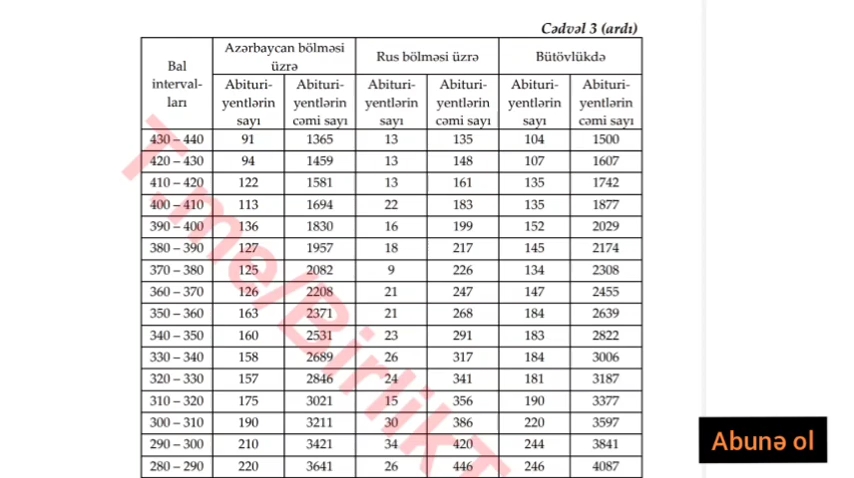 Cədvəl 3 (ardı)
Bal interval-ları Azərbaycan bölməsi üzrə Rus bölməsi üzrə Bütövlükdə
Abituri-yentlərin sayı Abituri-yentlərin cəmi sayı Abituri-yentlərin sayı Abituri-yentlərin cəmi sayı Abituri-yentlərin sayı Abituri-yentlərin cəmi sayı
430 – 440 91 1365 13 135 104 1500
420 – 430 94 1459 13 148 107 1607
410 – 420 122 1581 13 161 135 1742
400 – 410 113 1694 22 183 135 1877
390 – 400 136 1830 16 199 152 2029
380 – 390 127 1957 18 217 145 2174
370 – 380 125 2082 9 226 134 2308
360 – 370 126 2208 21 247 147 2455
350 – 360 163 2371 21 268 184 2639
340 – 350 160 2531 23 291 183 2822
330 – 340 158 2689 26 317 184 3006
320 – 330 157 2846 24 341 181 3187
310 – 320 175 3021 15 356 190 3377
300 – 310 190 3211 30 386 220 3597
290 – 300 210 3421 34 420 244 3841
280 – 290 220 3641 26 446 246 4087
Abunə ol